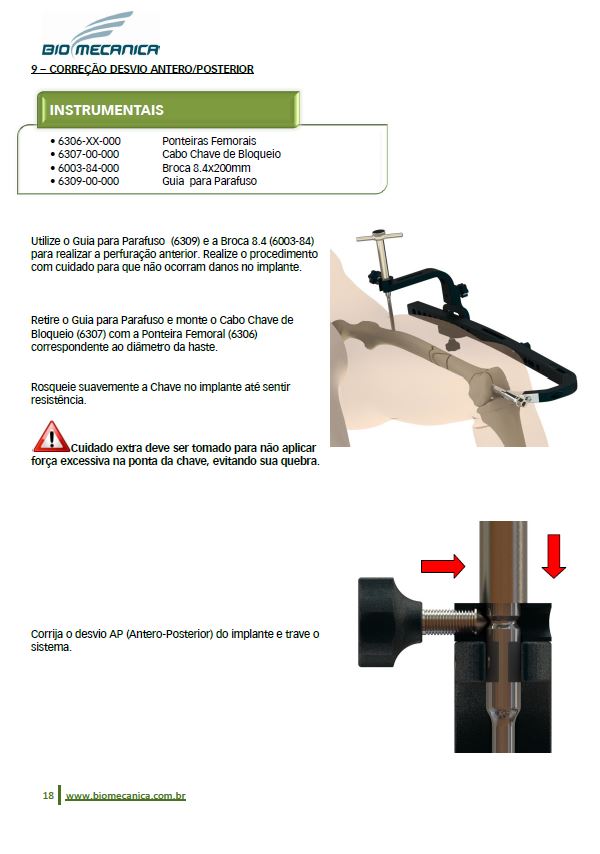 BIOMECANICA
9 – CORREÇÃO DESVIO ANTERO/POSTERIOR
INSTRUMENTAIS
• 6306-XX-000 Ponteiras Femorais
• 6307-00-000 Cabo Chave de Bloqueio
• 6003-84-000 Broca 8.4x200mm
• 6309-00-000 Guia para Parafuso
Utilize o Guia para Parafuso (6309) e a Broca 8.4 (6003-84)
para realizar a perfuração anterior. Realize o procedimento
com cuidado para que não ocorram danos no implante.
Retire o Guia para Parafuso e monte o Cabo Chave de
Bloqueio (6307) com a Ponteira Femoral (6306)
correspondente ao diâmetro da haste.
Rosqueie suavemente a Chave no implante até sentir
resistência.
Cuidado extra deve ser tomado para não aplicar
força excessiva na ponta da chave, evitando sua quebra.
Corrija o desvio AP (Antero-Posterior) do implante e trave o
sistema.
18 www.biomecanica.com.br